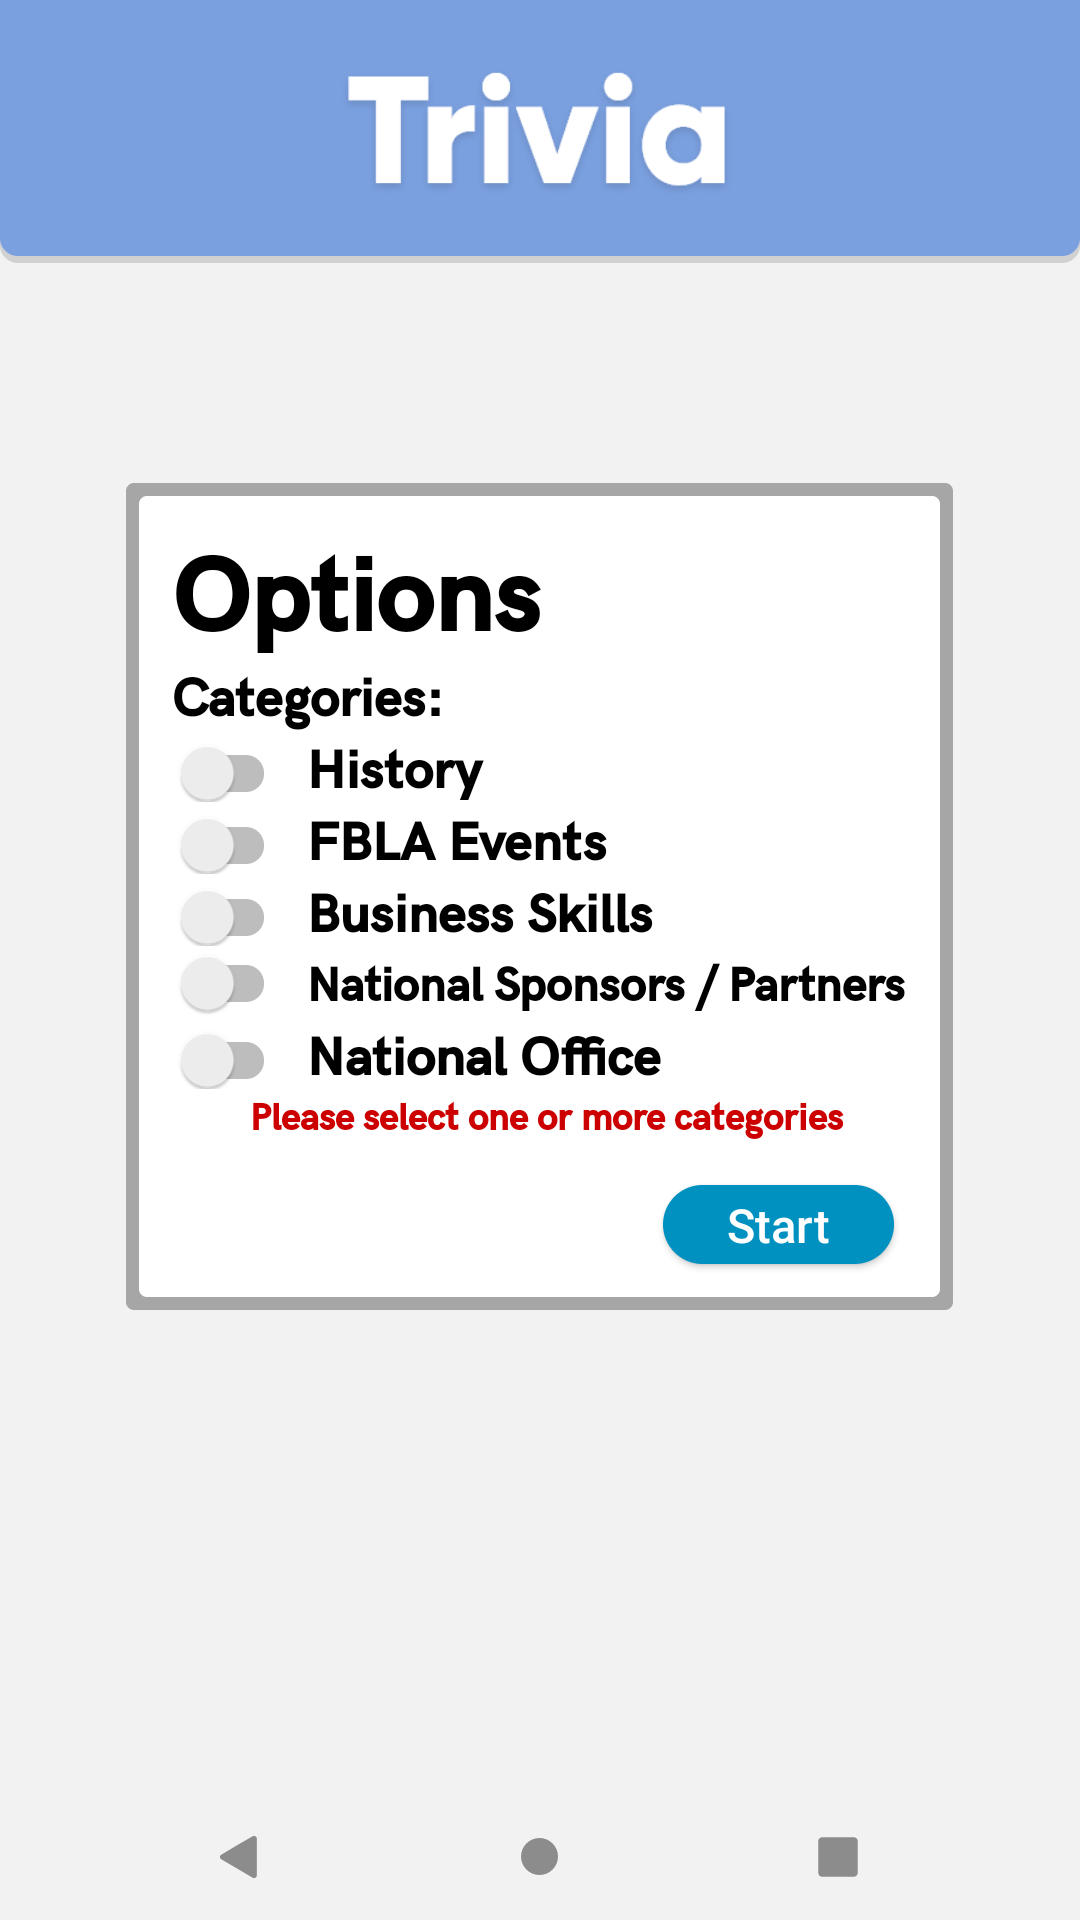 Trivia
Options
Categories:
History
FBLA Events
Business Skills
National Sponsors / Partners
National Office
Please select one or more categories
Start